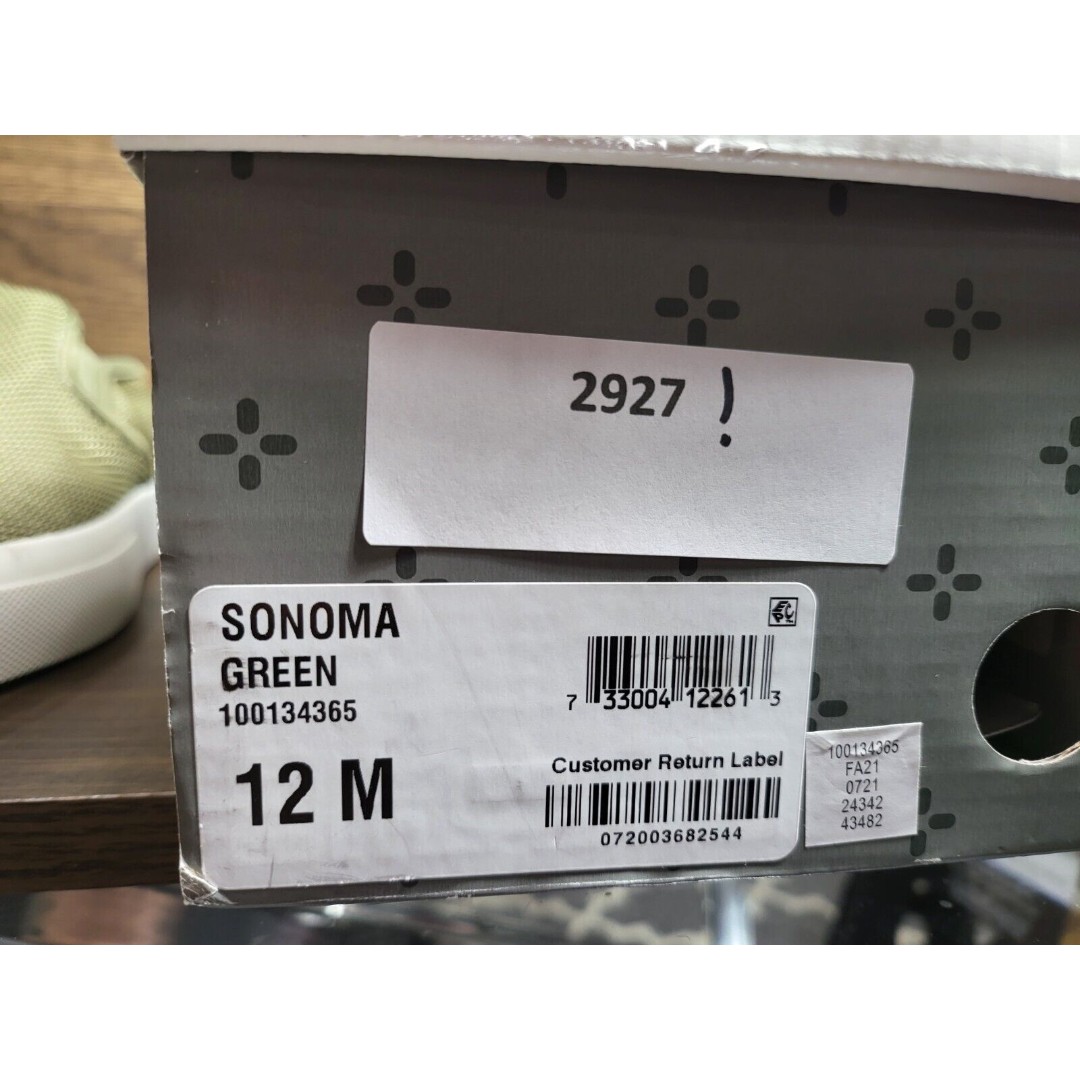 2927 !
SONOMA
GREEN
100134365
12 M
7 33004 12261 3
Customer Return Label
072003682544
100134365
FA21
0721
24342
43482